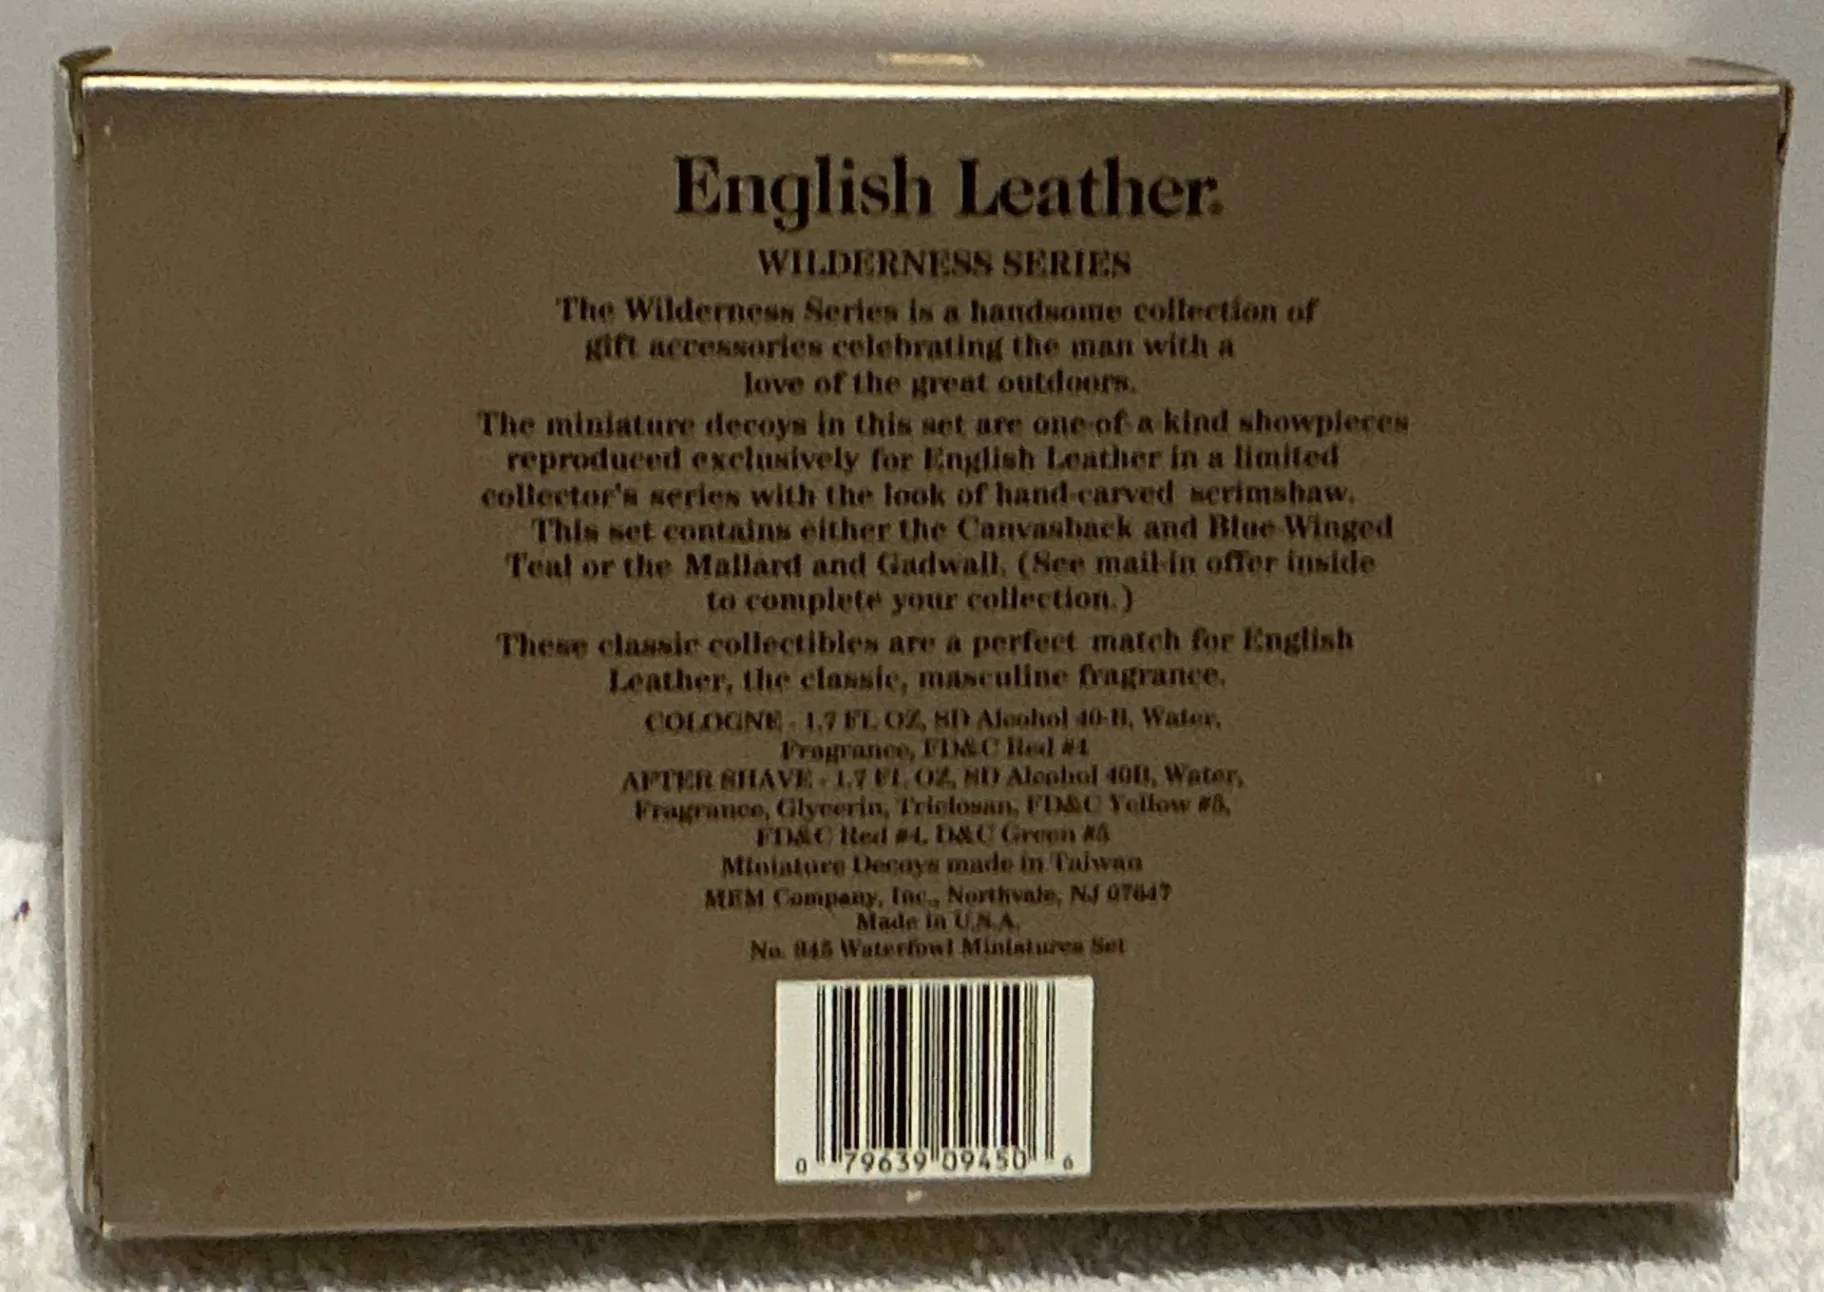 English Leather®
WILDERNESS SERIES
The Wilderness Series is a handsome collection of
gift accessories celebrating the man with a
love of the great outdoors.
The miniature decoys in this set are one-of-a-kind showpieces
reproduced exclusively for English Leather in a limited
collector's series with the look of hand-carved scrimshaw.
This set contains either the Canvasback and Blue-Winged
Teal or the Mallard and Gadwall. (See mail-in offer inside
to complete your collection.)
These classic collectibles are a perfect match for English
Leather, the classic, masculine fragrance.
COLOGNE - 1.7 FL OZ, SD Alcohol 40-B, Water,
Fragrance, FD&C Red #4
AFTER SHAVE - 1.7 FL OZ, SD Alcohol 40B, Water,
Fragrance, Glycerin, Triclosan, FD&C Yellow #5,
FD&C Red #4, D&C Green #5
Miniature Decoys made in Taiwan
MEM Company, Inc., Northvale, NJ 07647
Made in U.S.A.
No. 945 Waterfowl Miniatures Set
0 79639 09450 6